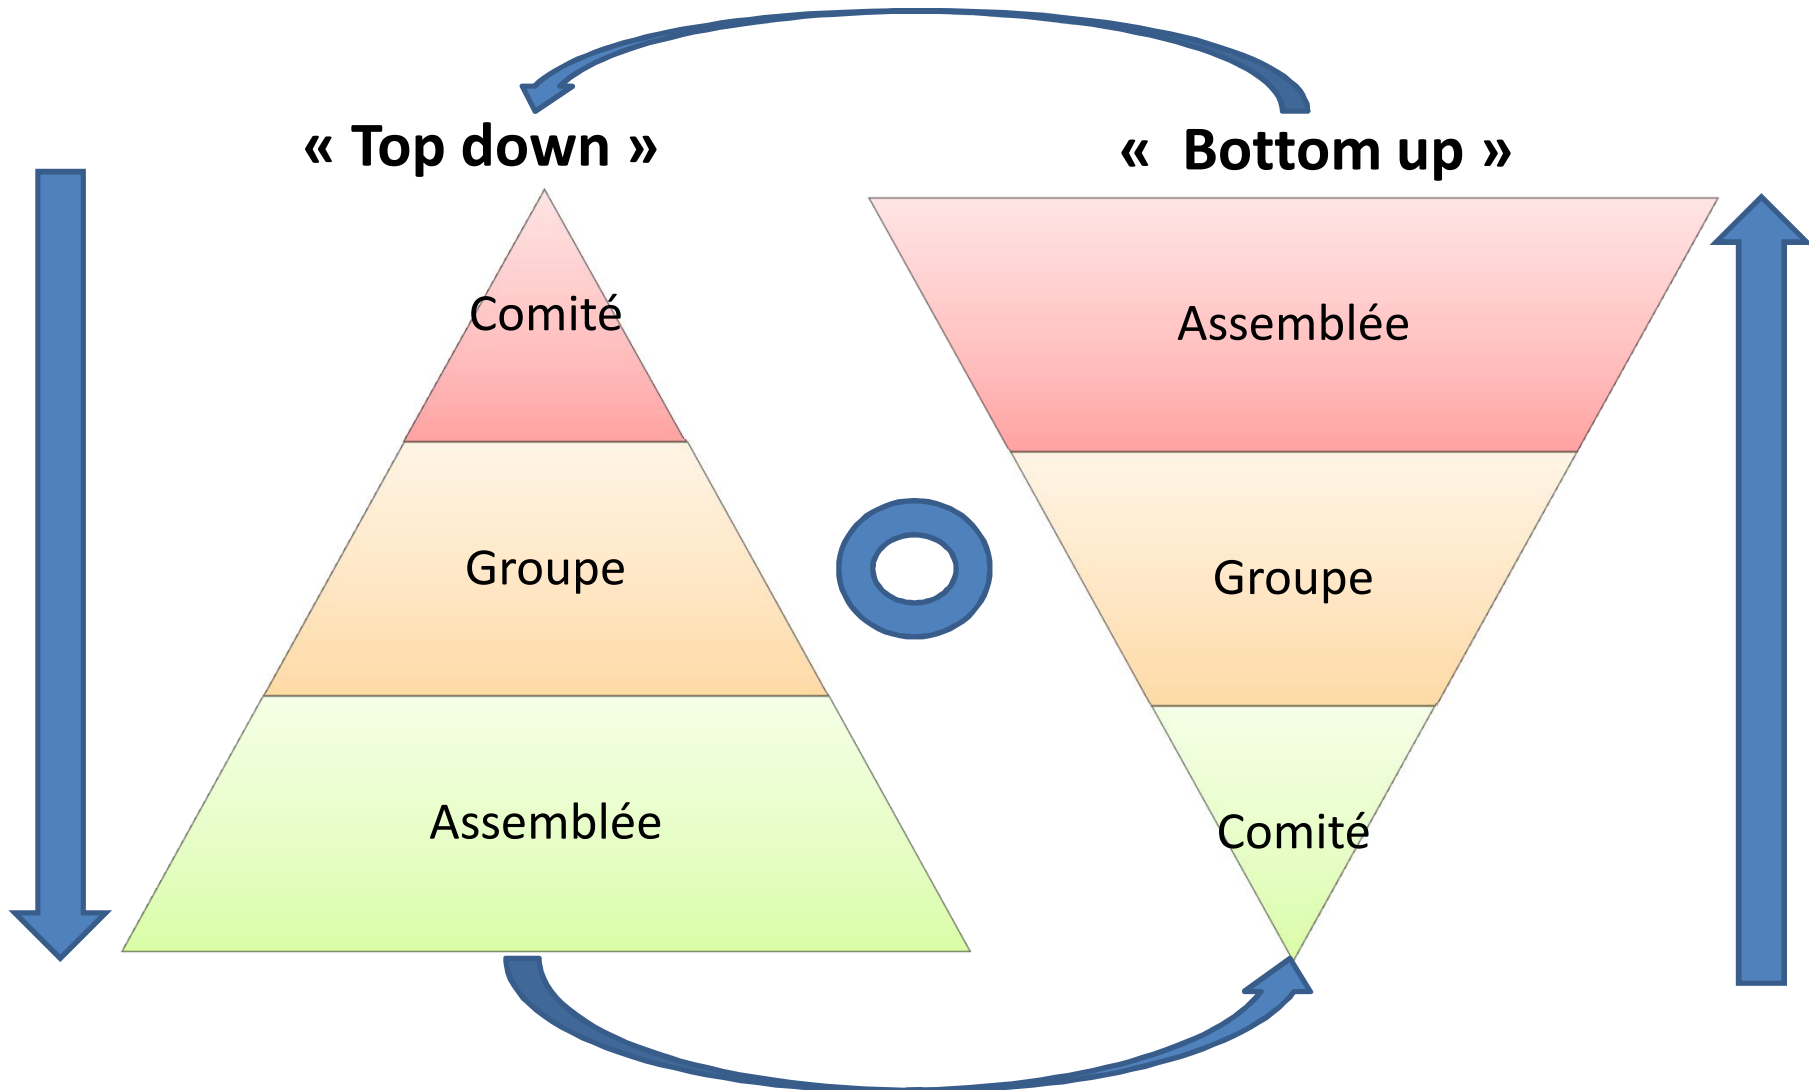 « Top down »
Comité
Groupe
Assemblée
«  Bottom up »
Assemblée
Groupe
Comité